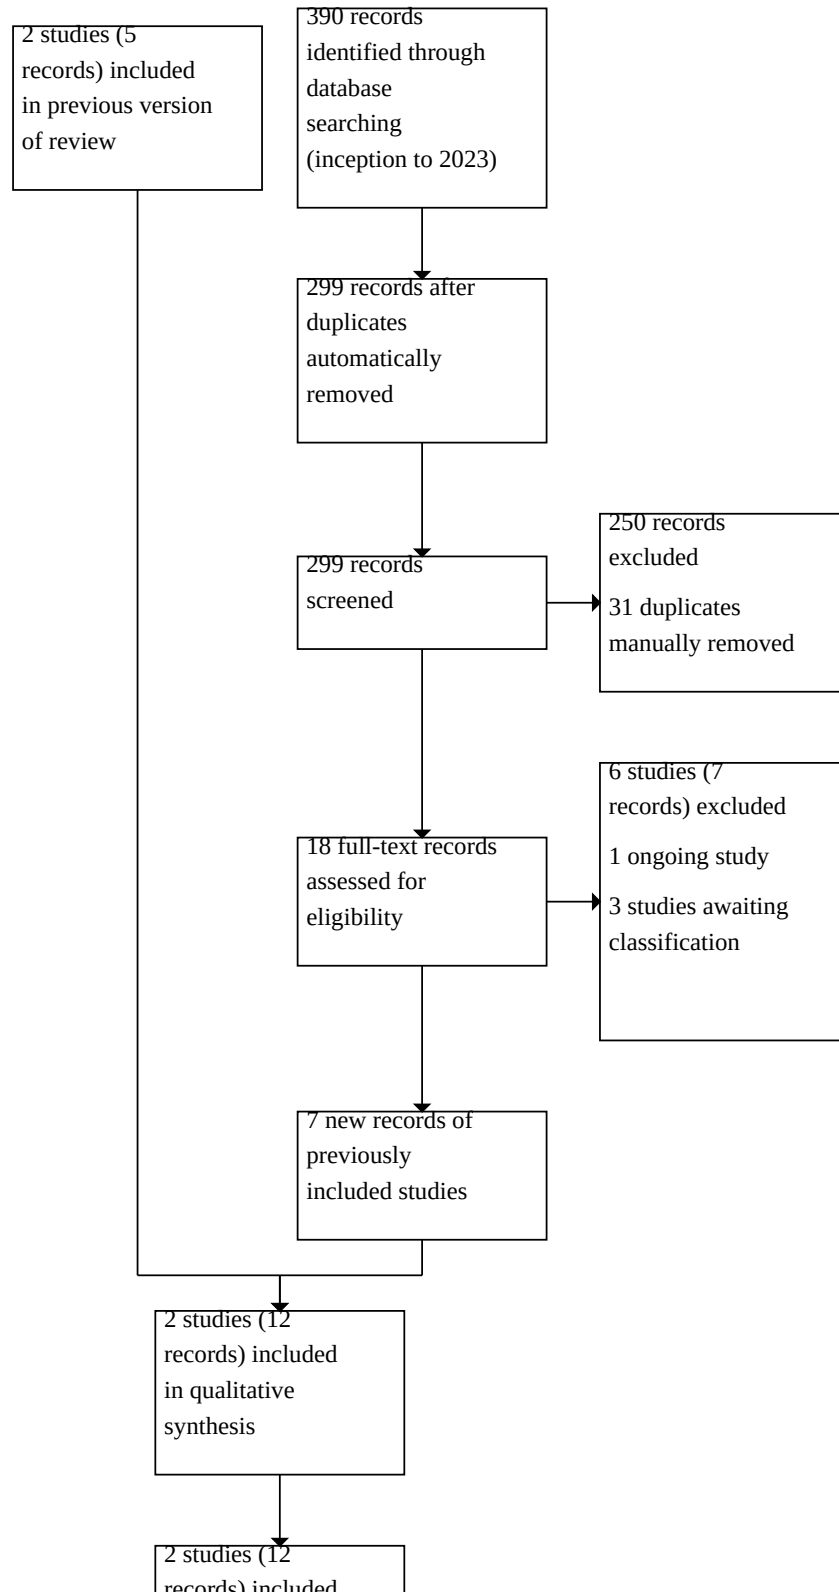 2 studies (5
records) included
in previous version
of review
390 records
identified through
database
searching
(inception to 2023)
299 records after
duplicates
automatically
removed
299 records
screened
250 records
excluded
31 duplicates
manually removed
18 full-text records
assessed for
eligibility
6 studies (7
records) excluded
1 ongoing study
3 studies awaiting
classification
7 new records of
previously
included studies
2 studies (12
records) included
in qualitative
synthesis
2 studies (12
records) included